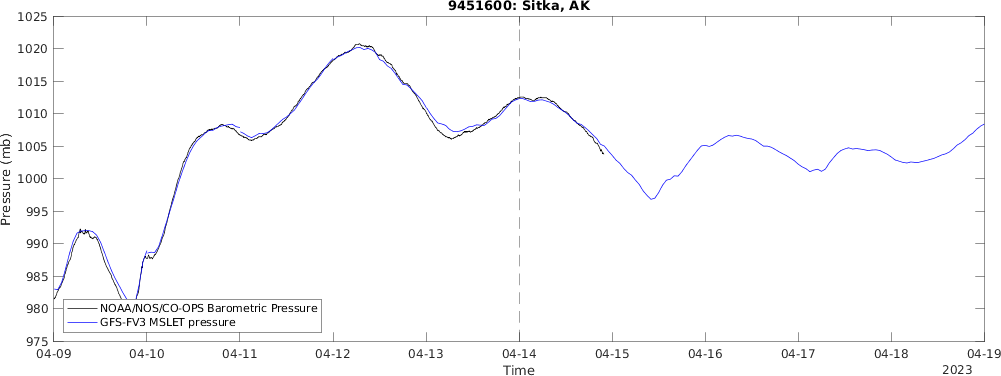 9451600: Sitka, AK
Pressure (mb)
1025
1020
1015
1010
1005
1000
995
990
985
980
975
NOAA/NOS/CO-OPS Barometric Pressure
GFS-FV3 MSLET pressure
04-09 04-10 04-11 04-12 04-13 04-14 04-15 04-16 04-17 04-18 04-19
Time
2023